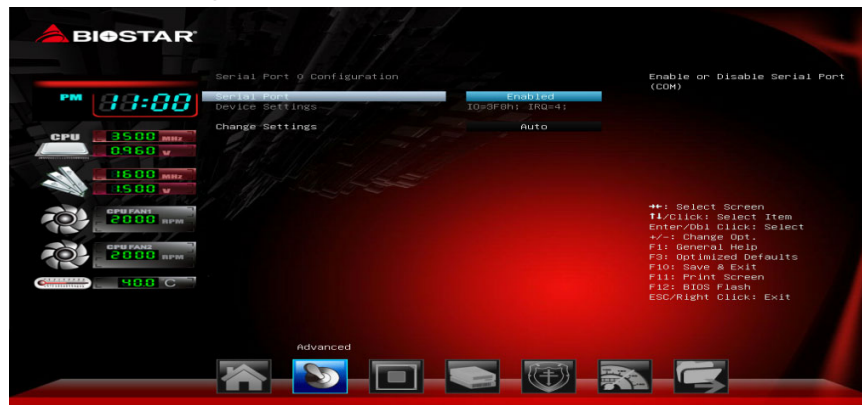 BIOSTAR
Serial Port 0 Configuration
Serial Port Enabled
Device Settings IO=3F8h; IRQ=4;
Change Settings Auto
Enable or Disable Serial Port
(COM)
PM 11:00
CPU 3500 MHz
0.960 V
1600 MHz
1.500 V
CPU FAN1
2000 RPM
CPU FAN2
2000 RPM
40.0 C
→←: Select Screen
↑↓/Click: Select Item
Enter/Dbl Click: Select
+/-: Change Opt.
F1: General Help
F3: Optimized Defaults
F10: Save & Exit
F11: Print Screen
F12: BIOS Flash
ESC/Right Click: Exit
Advanced